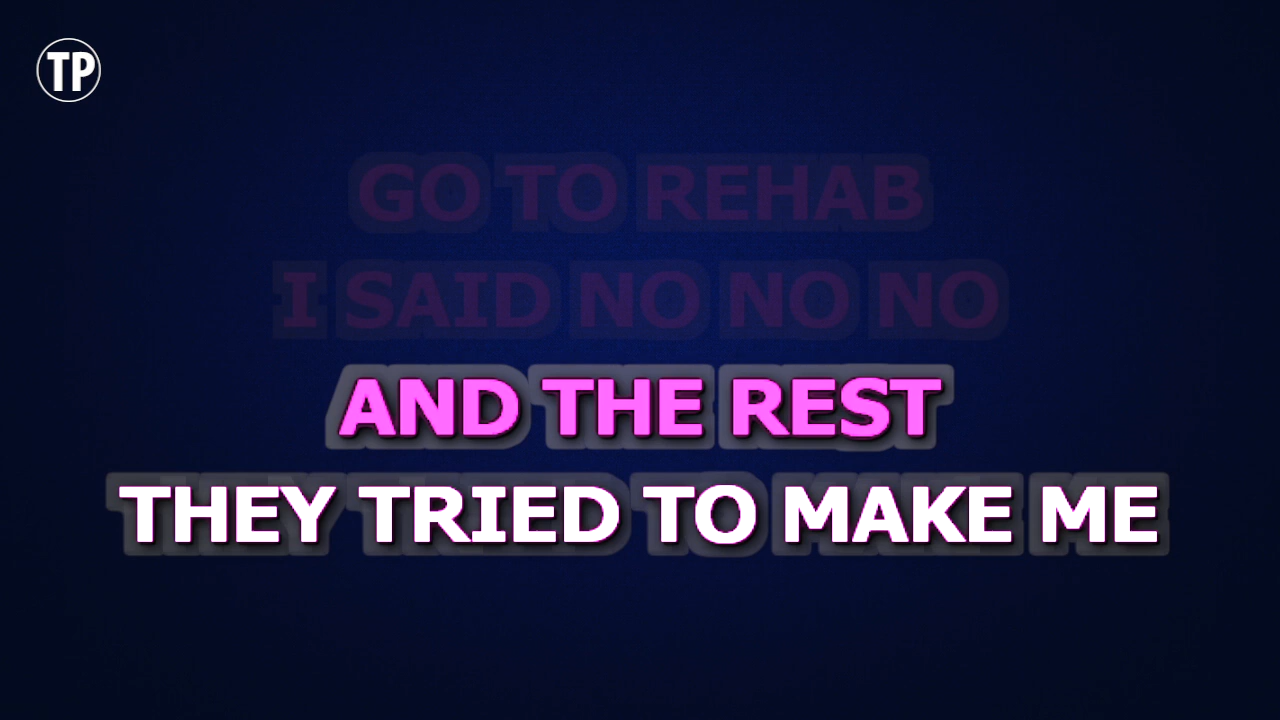 TP
GO TO REHAB
I SAID NO NO NO
AND THE REST
THEY TRIED TO MAKE ME